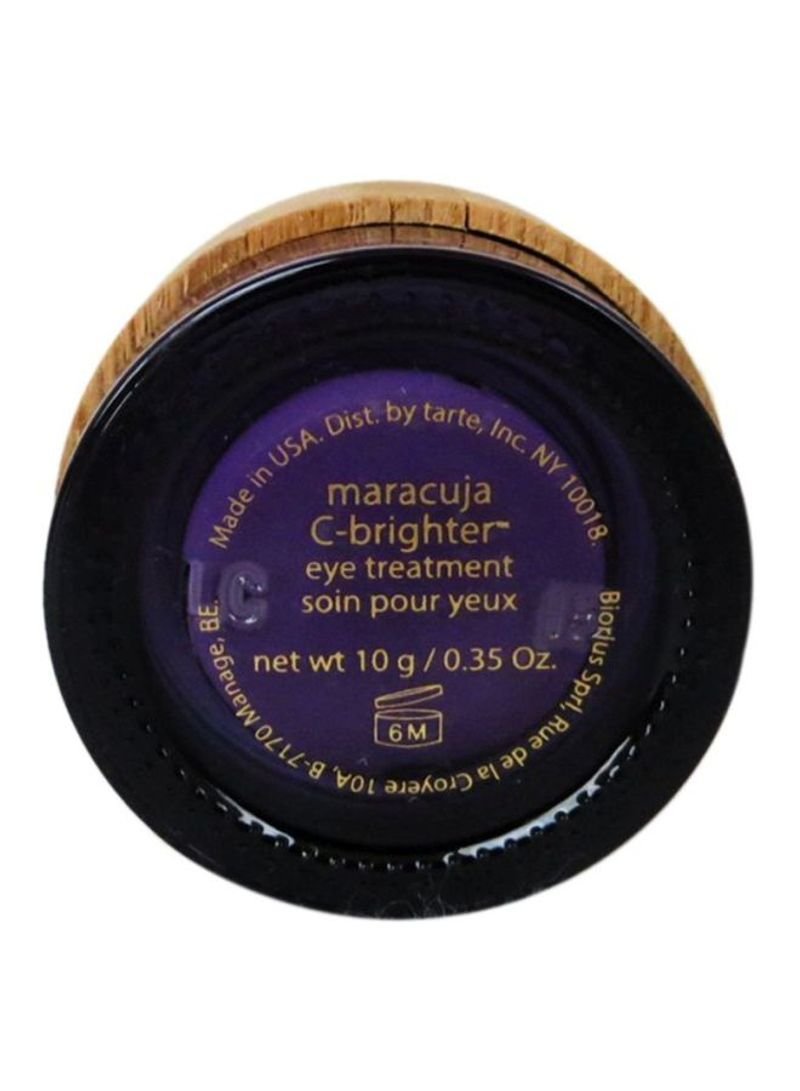 Made in USA. Dist. by tarte, Inc. NY 10018.
maracuja
C-brighter™
eye treatment
soin pour yeux
net wt 10 g / 0.35 Oz.
6M
Biorius Sprl, Rue de la Croyere 10A, B-7170 Manage, BE.